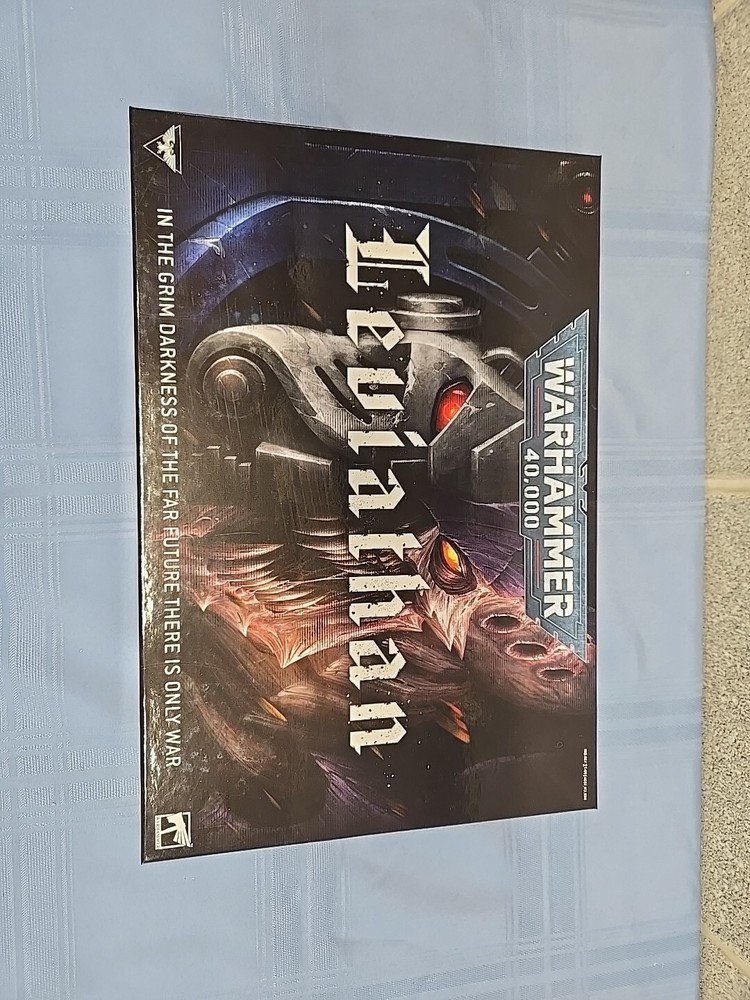 WARHAMMER
40,000
Leviathan
IN THE GRIM DARKNESS OF THE FAR FUTURE THERE IS ONLY WAR